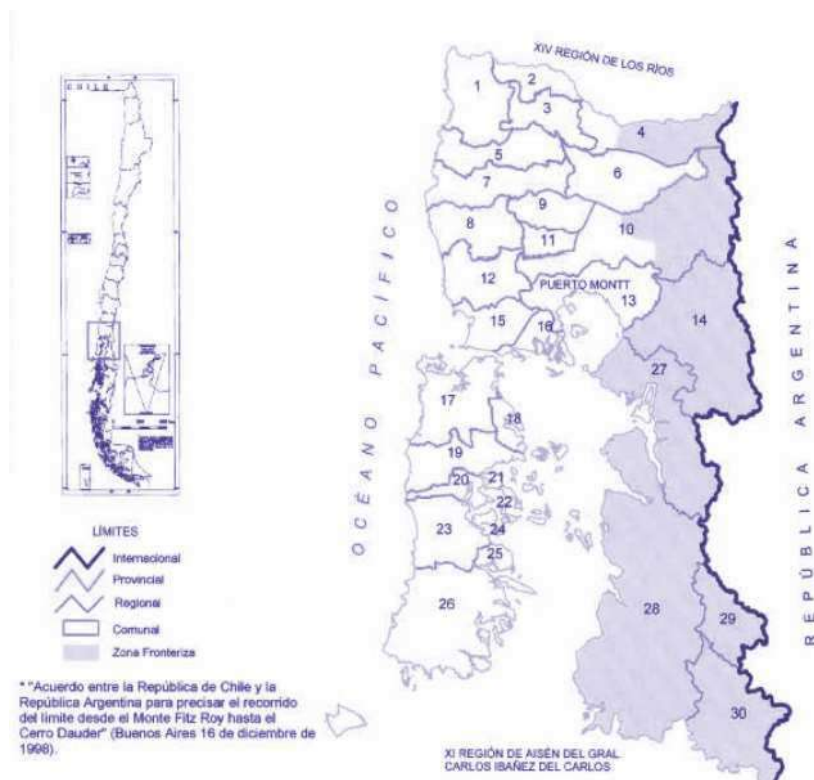 CHILE
XIV REGIÓN DE LOS RÍOS
1
2
3
4
5
6
7
8
9
10
11
12
PUERTO MONTT
13
14
15
16
17
18
19
20
21
22
23
24
25
26
27
28
29
30
OCÉANO PACÍFICO
REPÚBLICA ARGENTINA
LÍMITES
Internacional
Provincial
Regional
Comunal
Zona Fronteriza
* "Acuerdo entre la República de Chile y la
República Argentina para precisar el recorrido
del límite desde el Monte Fitz Roy hasta el
Cerro Dauder" (Buenos Aires 16 de diciembre de
1998).
XI REGIÓN DE AISÉN DEL GRAL
CARLOS IBAÑEZ DEL CARLOS